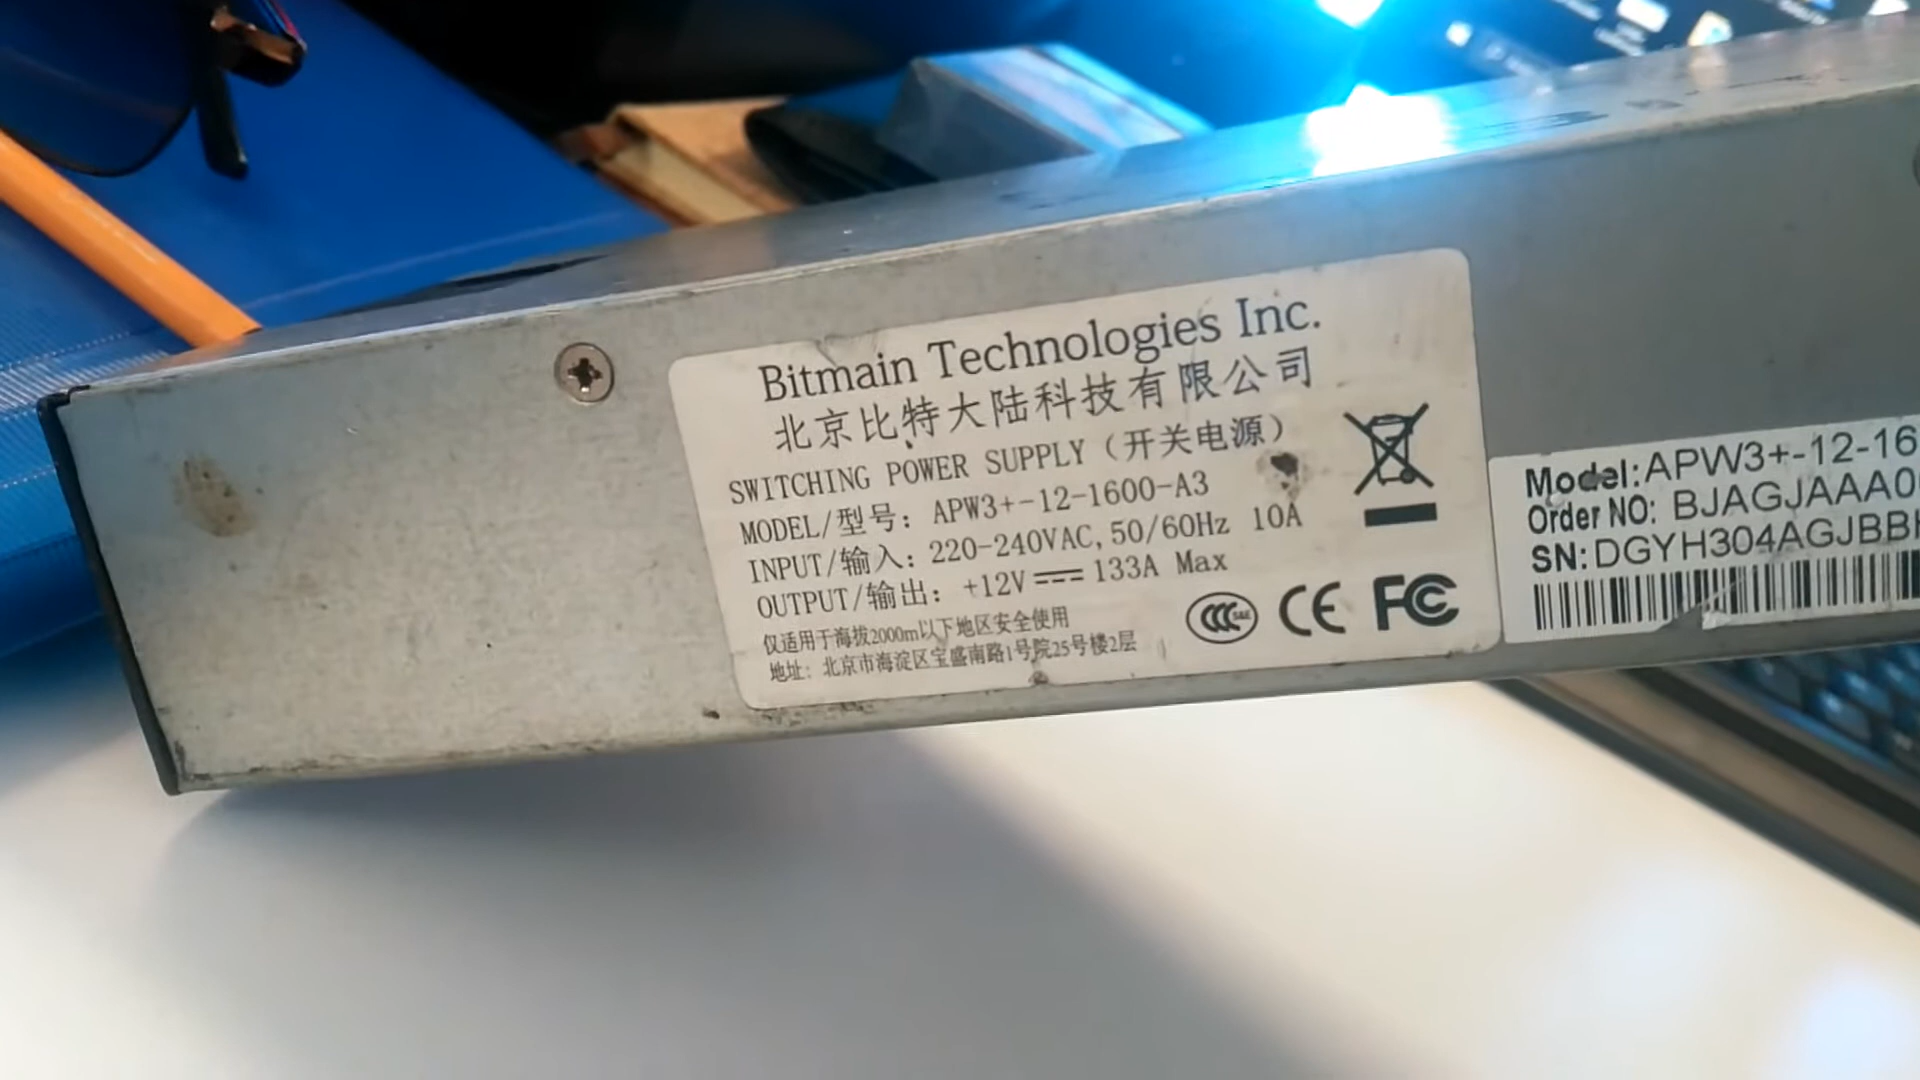 Bitmain Technologies Inc.
北京比特大陆科技有限公司
SWITCHING POWER SUPPLY（开关电源）
MODEL/型号： APW3+-12-1600-A3
INPUT/输入： 220-240VAC, 50/60Hz 10A
OUTPUT/输出： +12V 133A Max
仅适用于海拔2000m以下地区安全使用
地址：北京市海淀区宝盛南路1号院25号楼2层
CCC S&E CE FC
Model:APW3+-12-16
Order NO: BJAGJAAA0
SN:DGYH304AGJBB